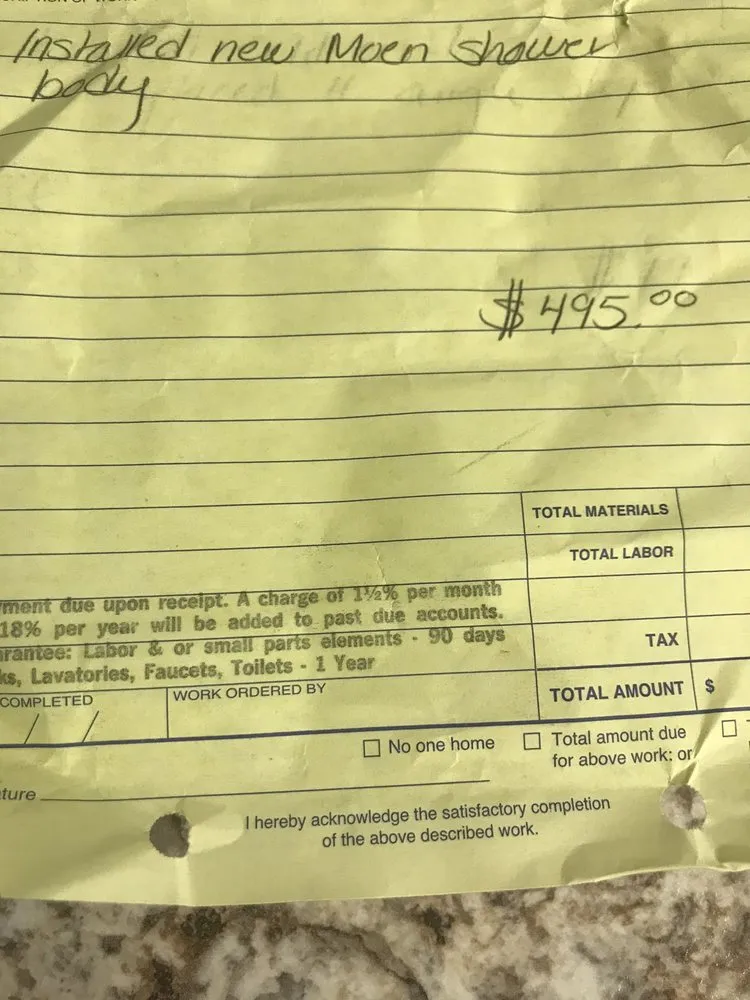 Installed new Moen shower
body
$495.00
TOTAL MATERIALS
TOTAL LABOR
ment due upon receipt. A charge of 1½% per month
18% per year will be added to past due accounts.
rantee: Labor & or small parts elements - 90 days
ks, Lavatories, Faucets, Toilets - 1 Year
TAX
COMPLETED
WORK ORDERED BY
TOTAL AMOUNT $
/ /
No one home
Total amount due
for above work: or
ture
I hereby acknowledge the satisfactory completion
of the above described work.